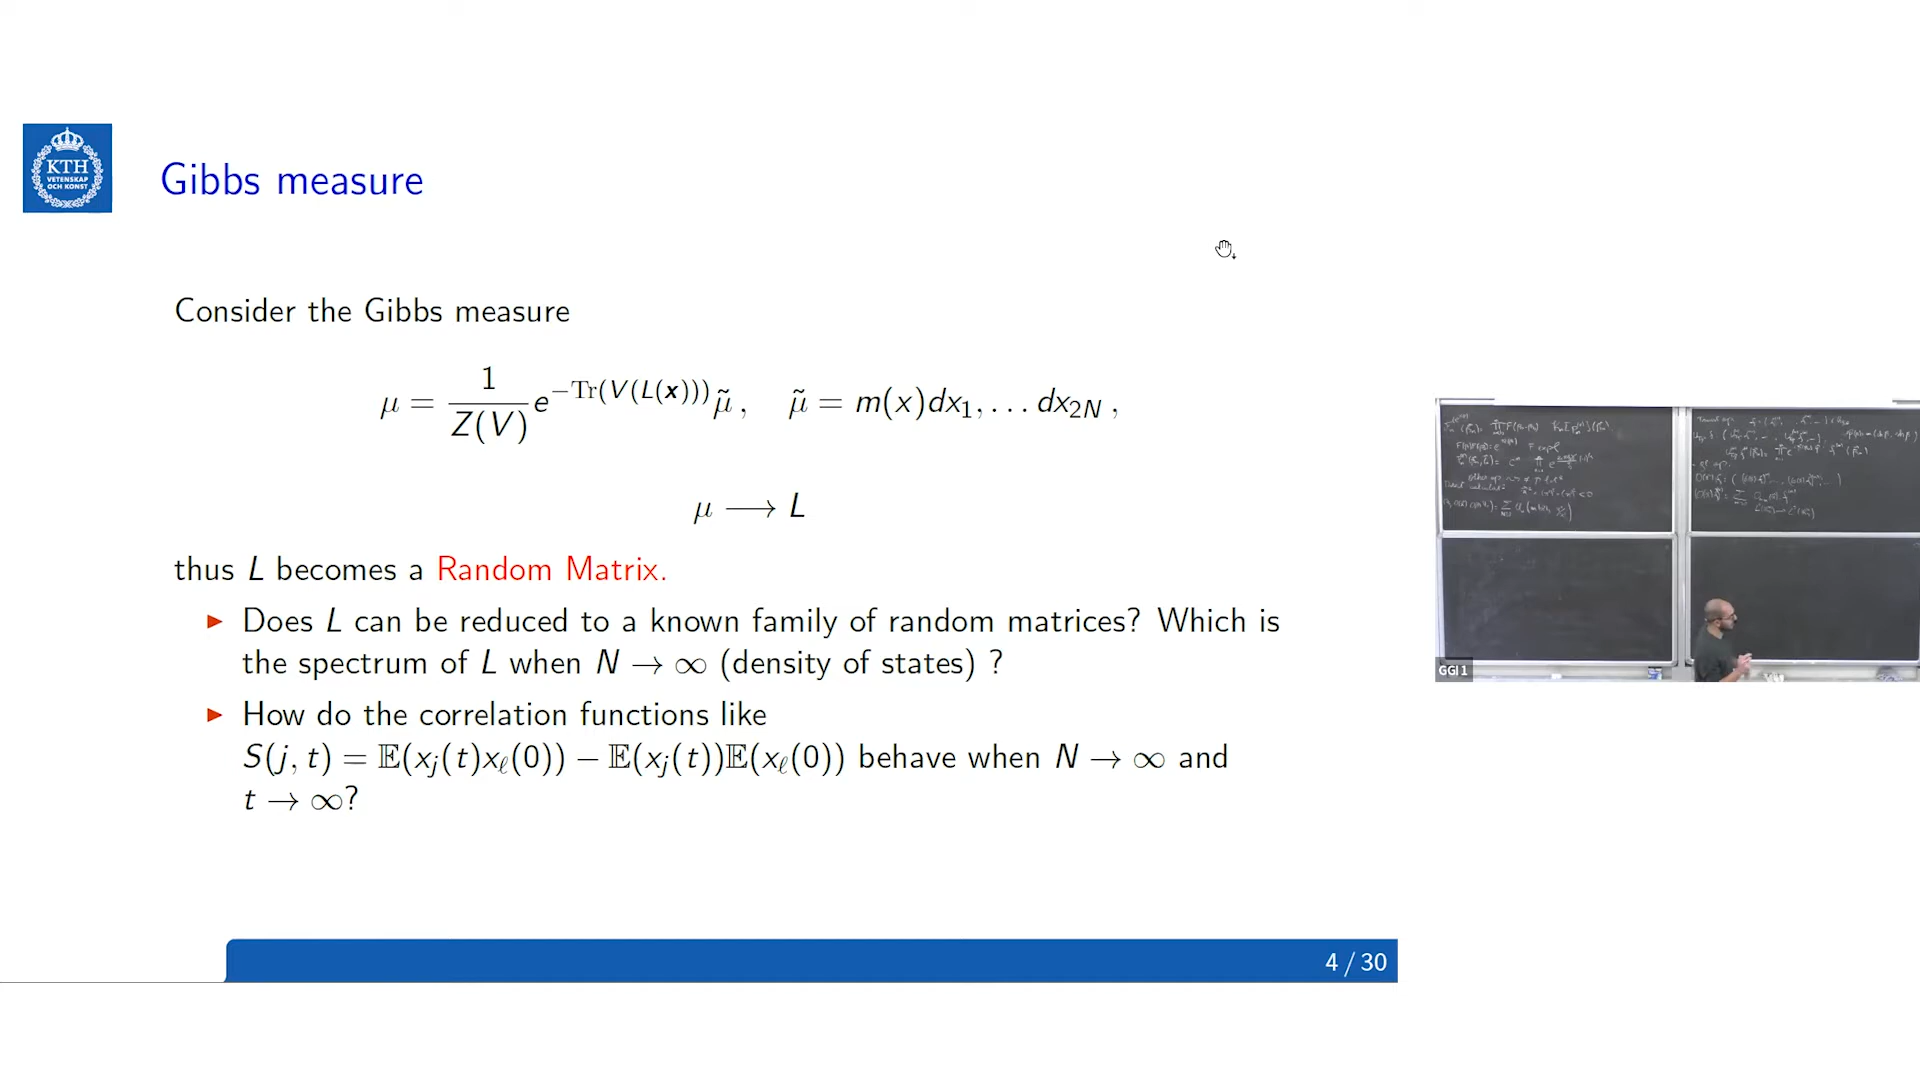 KTH
VETENSKAP
OCH KONST
Gibbs measure
Consider the Gibbs measure
μ = 1/Z(V) e^{−Tr(V(L(x)))} μ̃ , μ̃ = m(x)dx₁, … dx_{2N} ,
μ ⟶ L
thus L becomes a Random Matrix.
▶ Does L can be reduced to a known family of random matrices? Which is
the spectrum of L when N → ∞ (density of states) ?
▶ How do the correlation functions like
S(j, t) = 𝔼(x_j(t)x_ℓ(0)) − 𝔼(x_j(t))𝔼(x_ℓ(0)) behave when N → ∞ and
t → ∞?
4 / 30
GGI 1